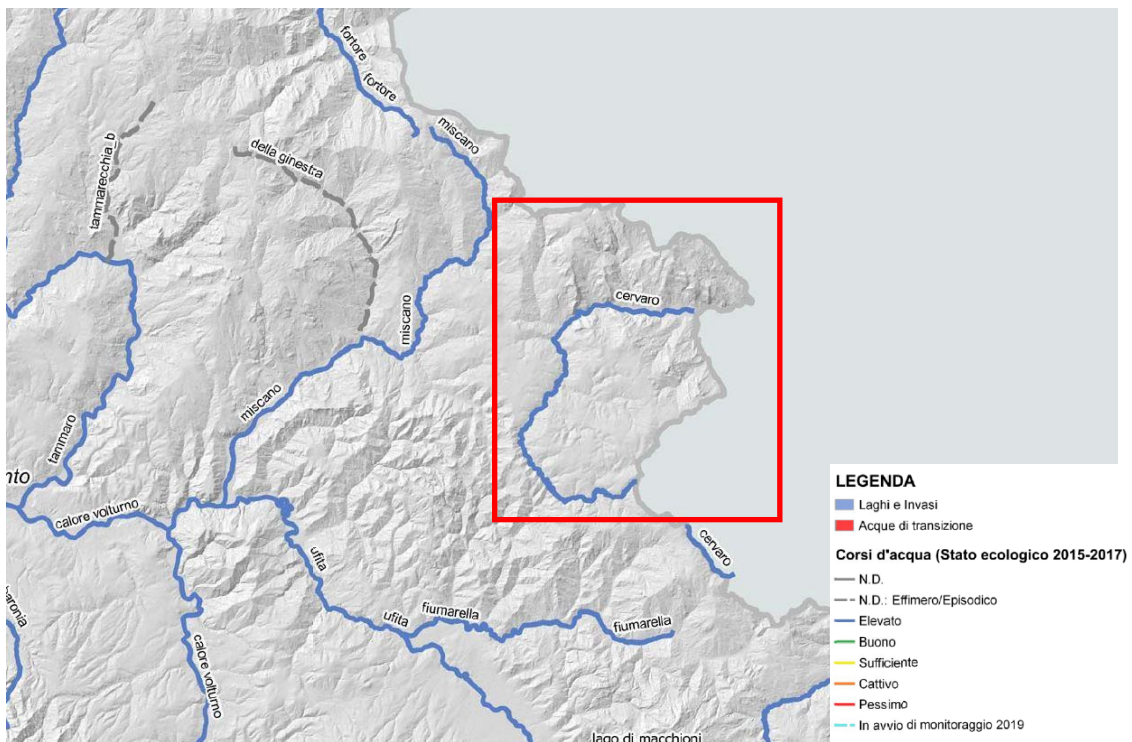 fortore
fortore
miscano
tammarecchia_b
della ginestra
cervaro
miscano
miscano
tammaro
nto
calore volturno
ufita
cervaro
baronia
fiumarella
ufita
fiumarella
calore volturno
lago di macchioni
LEGENDA
Laghi e Invasi
Acque di transizione
Corsi d'acqua (Stato ecologico 2015-2017)
N.D.
N.D.: Effimero/Episodico
Elevato
Buono
Sufficiente
Cattivo
Pessimo
In avvio di monitoraggio 2019